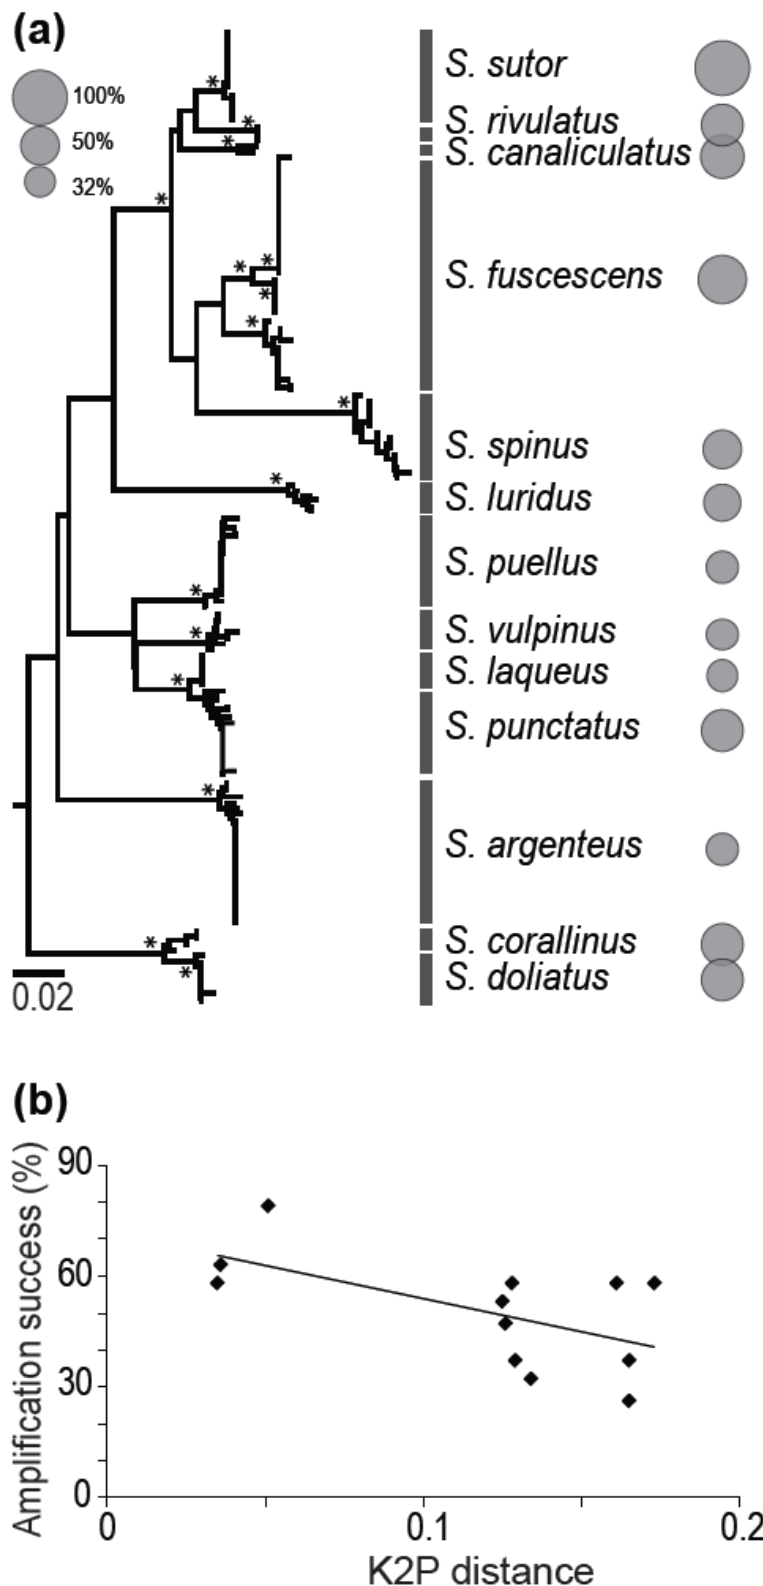 (a)
100%
50%
32%
S. sutor
S. rivulatus
S. canaliculatus
S. fuscescens
S. spinus
S. luridus
S. puellus
S. vulpinus
S. laqueus
S. punctatus
S. argenteus
S. corallinus
S. doliatus
0.02
(b)
Amplification success (%)
90
60
30
0
0 0.1 0.2
K2P distance